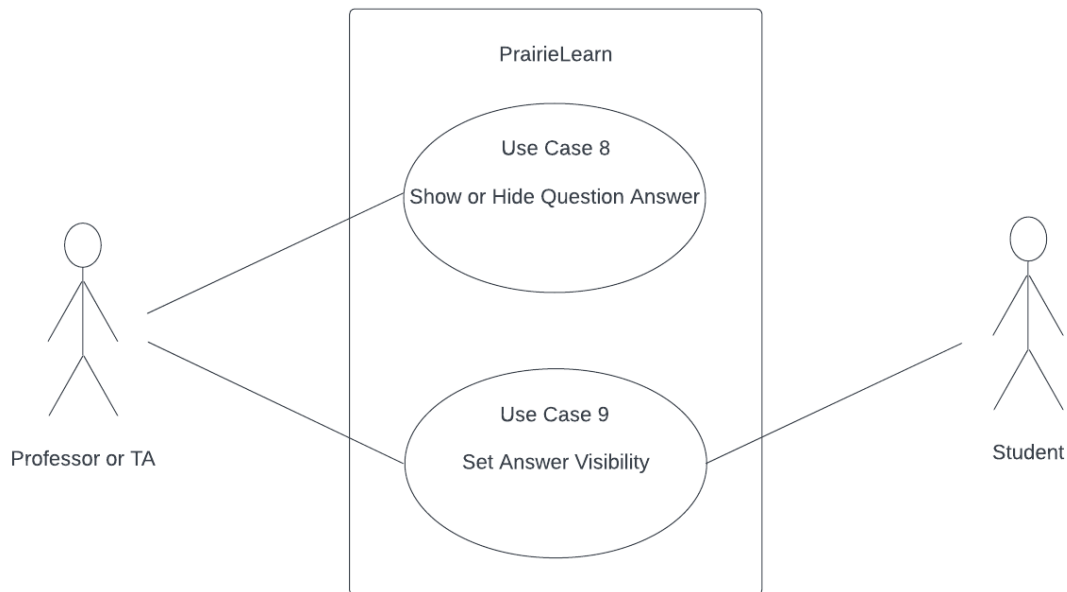 PrairieLearn
Use Case 8
Show or Hide Question Answer
Use Case 9
Set Answer Visibility
Professor or TA
Student